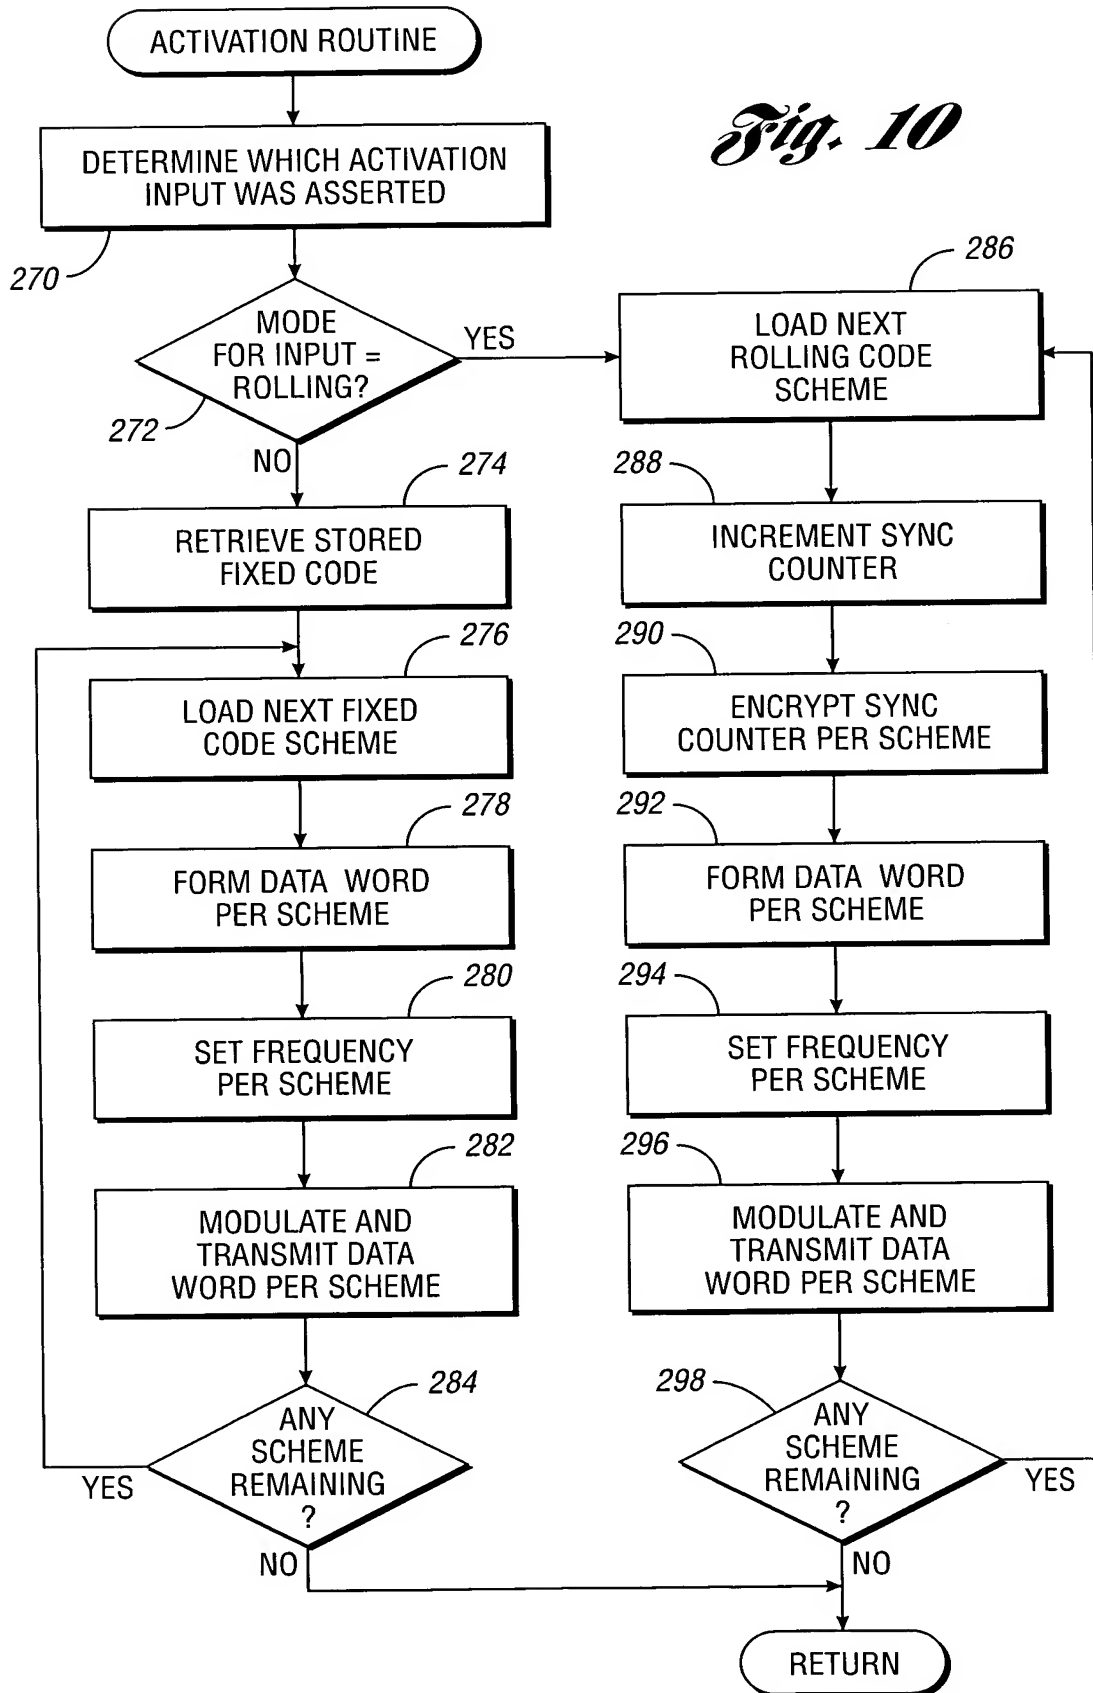 ACTIVATION ROUTINE
Fig. 10
DETERMINE WHICH ACTIVATION
INPUT WAS ASSERTED
270
MODE
FOR INPUT =
ROLLING?
272
YES
NO
274
RETRIEVE STORED
FIXED CODE
276
LOAD NEXT FIXED
CODE SCHEME
278
FORM DATA WORD
PER SCHEME
280
SET FREQUENCY
PER SCHEME
282
MODULATE AND
TRANSMIT DATA
WORD PER SCHEME
284
ANY
SCHEME
REMAINING
?
YES
NO
286
LOAD NEXT
ROLLING CODE
SCHEME
288
INCREMENT SYNC
COUNTER
290
ENCRYPT SYNC
COUNTER PER SCHEME
292
FORM DATA WORD
PER SCHEME
294
SET FREQUENCY
PER SCHEME
296
MODULATE AND
TRANSMIT DATA
WORD PER SCHEME
298
ANY
SCHEME
REMAINING
?
YES
NO
RETURN